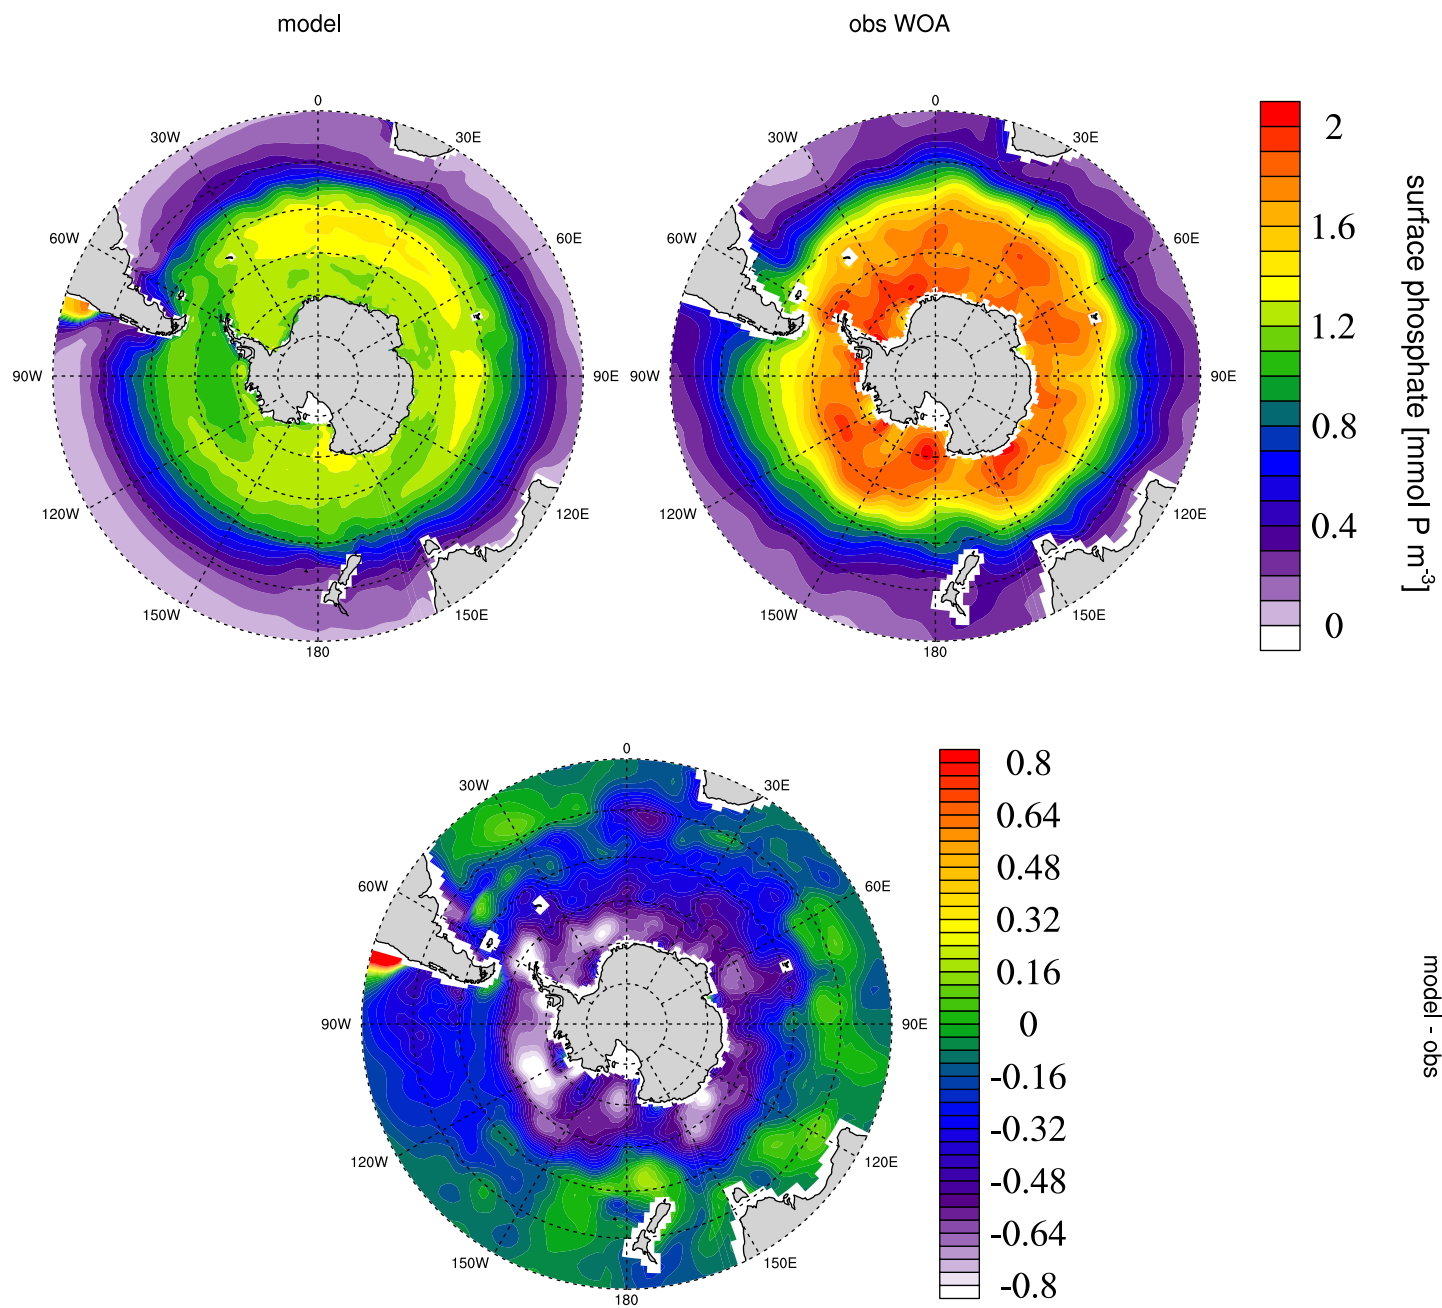 model
obs WOA
0
30W
30E
60W
60E
90W
90E
120W
120E
150W
150E
180
0
30W
30E
60W
60E
90W
90E
120W
120E
150W
150E
180
2
1.6
1.2
0.8
0.4
0
surface phosphate [mmol P m⁻³]
0
30W
30E
60W
60E
90W
90E
120W
120E
150W
150E
180
0.8
0.64
0.48
0.32
0.16
0
-0.16
-0.32
-0.48
-0.64
-0.8
model - obs